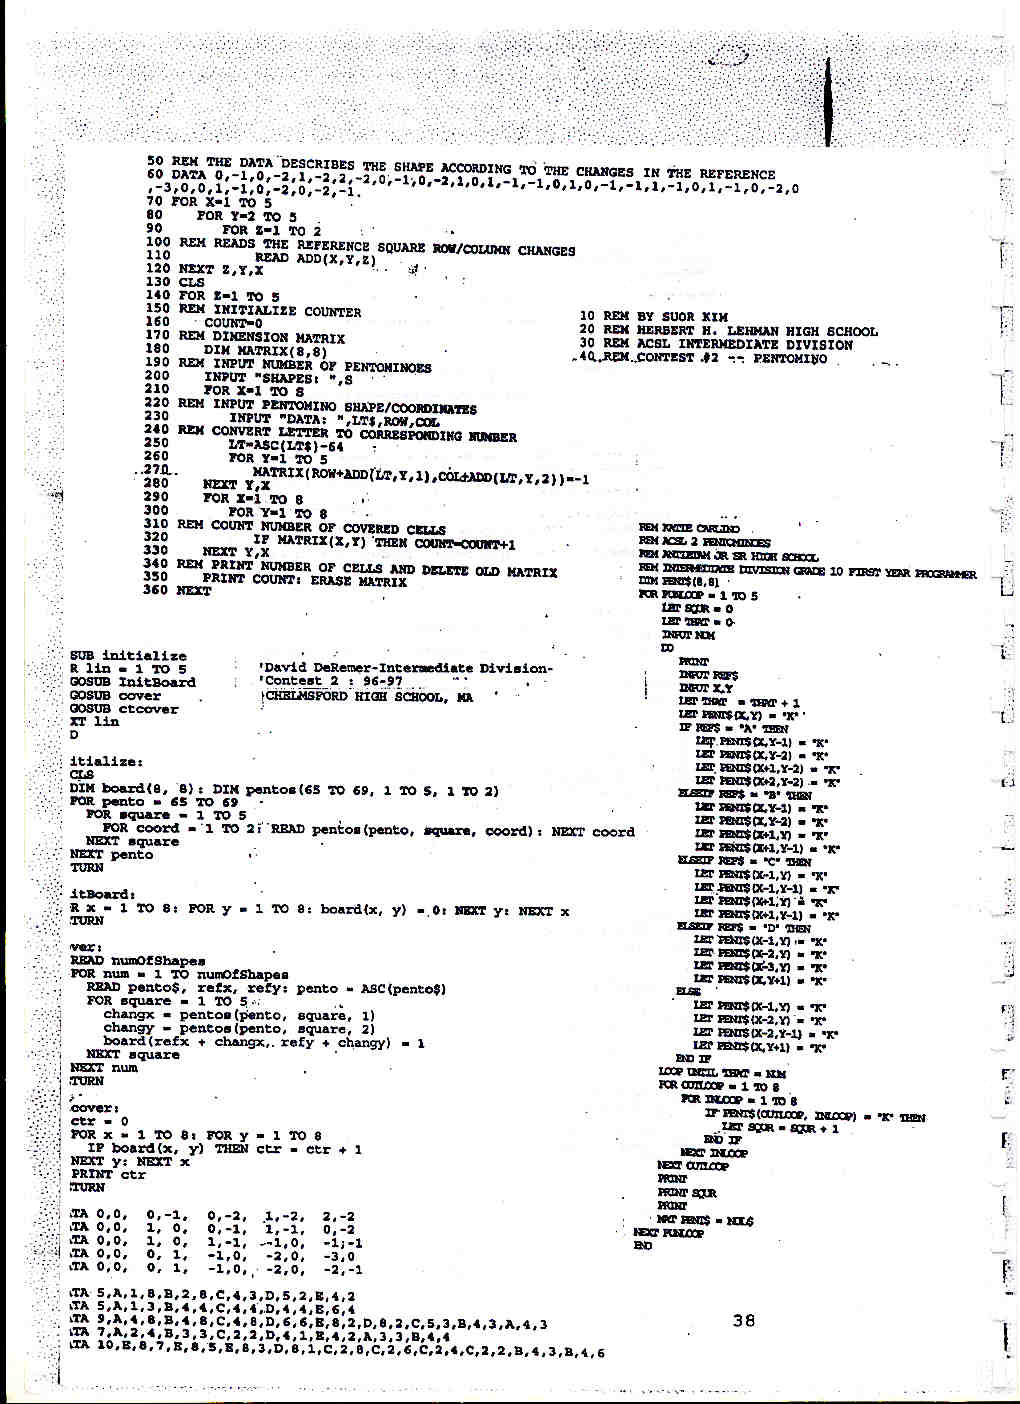 50 REM THE DATA DESCRIBES THE SHAPE ACCORDING TO THE CHANGES IN THE REFERENCE
60 DATA 0,-1,0,-2,1,-2,2,-2,0,-1,0,-2,1,0,1,-1,-1,0,1,0,-1,-1,1,-1,0,1,-1,0,-2,0
,-3,0,0,1,-1,0,-2,0,-2,-1
70 FOR X=1 TO 5
80 FOR Y=2 TO 5
90 FOR Z=1 TO 2
100 REM READS THE REFERENCE SQUARE ROW/COLUMN CHANGES
110 READ ADD(X,Y,Z)
120 NEXT Z,Y,X
130 CLS
140 FOR Z=1 TO 5
150 REM INITIALIZE COUNTER
160 COUNT=0
170 REM DIMENSION MATRIX
180 DIM MATRIX(8,8)
190 REM INPUT NUMBER OF PENTOMINOES
200 INPUT "SHAPES: ",S
210 FOR X=1 TO S
220 REM INPUT PENTOMINO SHAPE/COORDINATES
230 INPUT "DATA: ",LT$,ROW,COL
240 REM CONVERT LETTER TO CORRESPONDING NUMBER
250 LT=ASC(LT$)-64
260 FOR Y=1 TO 5
270 MATRIX(ROW+ADD(LT,Y,1),COL+ADD(LT,Y,2))=-1
280 NEXT Y,X
290 FOR X=1 TO 8
300 FOR Y=1 TO 8
310 REM COUNT NUMBER OF COVERED CELLS
320 IF MATRIX(X,Y) THEN COUNT=COUNT+1
330 NEXT Y,X
340 REM PRINT NUMBER OF CELLS AND DELETE OLD MATRIX
350 PRINT COUNT: ERASE MATRIX
360 NEXT
10 REM BY SUOR KIM
20 REM HERBERT H. LEHMAN HIGH SCHOOL
30 REM ACSL INTERMEDIATE DIVISION
40 REM CONTEST #2 -- PENTOMINO
SUB initialize
R lin = 1 TO 5 'David DeRemer-Intermediate Division-
GOSUB InitBoard 'Contest 2 : 96-97
GOSUB cover 'CHELMSFORD HIGH SCHOOL, MA
GOSUB ctcover
XT lin
D
itialize:
CLS
DIM board(8, 8): DIM pentos(65 TO 69, 1 TO 5, 1 TO 2)
FOR pento = 65 TO 69
FOR square = 1 TO 5
FOR coord = 1 TO 2: READ pentos(pento, square, coord): NEXT coord
NEXT square
NEXT pento
TURN
itBoard:
R x = 1 TO 8: FOR y = 1 TO 8: board(x, y) = 0: NEXT y: NEXT x
TURN
ver:
READ numOfShapes
FOR num = 1 TO numOfShapes
READ pento$, refx, refy: pento = ASC(pento$)
FOR square = 1 TO 5
changx = pentos(pento, square, 1)
changy = pentos(pento, square, 2)
board(refx + changx, refy + changy) = 1
NEXT square
NEXT num
TURN
cover:
ctr = 0
FOR x = 1 TO 8: FOR y = 1 TO 8
IF board(x, y) THEN ctr = ctr + 1
NEXT y: NEXT x
PRINT ctr
TURN
TA 0,0, 0,-1, 0,-2, 1,-2, 2,-2
TA 0,0, 1, 0, 0,-1, 1,-1, 0,-2
TA 0,0, 1, 0, 1,-1, -1,0, -1,-1
TA 0,0, 0, 1, -1,0, -2,0, -3,0
TA 0,0, 0, 1, -1,0, -2,0, -2,-1
TA 5,A,1,8,B,2,8,C,4,3,D,5,2,E,4,2
TA 5,A,1,3,B,4,4,C,4,4,D,4,4,E,6,4
TA 9,A,4,8,B,4,8,C,4,8,D,6,6,E,8,2,D,8,2,C,5,3,B,4,3,A,4,3
TA 7,A,2,4,B,3,3,C,2,2,D,4,1,E,4,2,A,3,3,B,4,4
TA 10,E,8,7,E,8,5,E,8,3,D,8,1,C,2,8,C,2,6,C,2,4,C,2,2,B,4,3,B,4,6
REM KATIE CARLINO
REM ACSL 2 PENTOMINOES
REM ANTIETAM JR SR HIGH SCHOOL
REM INTERMEDIATE DIVISION GRADE 10 FIRST YEAR PROGRAMMER
DIM PENT$(8,8)
FOR FUNLOOP = 1 TO 5
LET SQUR = 0
LET THAT = 0
INPUT NUM
DO
PRINT
INPUT REF$
INPUT X,Y
LET THAT = THAT + 1
LET PENT$(X,Y) = "K"
IF REF$ = "A" THEN
LET PENT$(X,Y-1) = "K"
LET PENT$(X,Y-2) = "K"
LET PENT$(X+1,Y-2) = "K"
LET PENT$(X+2,Y-2) = "K"
ELSEIF REF$ = "B" THEN
LET PENT$(X,Y-1) = "K"
LET PENT$(X,Y-2) = "K"
LET PENT$(X+1,Y) = "K"
LET PENT$(X+1,Y-1) = "K"
ELSEIF REF$ = "C" THEN
LET PENT$(X-1,Y) = "K"
LET PENT$(X-1,Y-1) = "K"
LET PENT$(X+1,Y) = "K"
LET PENT$(X+1,Y-1) = "K"
ELSEIF REF$ = "D" THEN
LET PENT$(X-1,Y) = "K"
LET PENT$(X-2,Y) = "K"
LET PENT$(X-3,Y) = "K"
LET PENT$(X,Y+1) = "K"
ELSE
LET PENT$(X-1,Y) = "K"
LET PENT$(X-2,Y) = "K"
LET PENT$(X-2,Y-1) = "K"
LET PENT$(X,Y+1) = "K"
END IF
LOOP UNTIL THAT = NUM
FOR OUTLOOP = 1 TO 8
FOR INLOOP = 1 TO 8
IF PENT$(OUTLOOP, INLOOP) = "K" THEN
LET SQUR = SQUR + 1
END IF
NEXT INLOOP
NEXT OUTLOOP
PRINT
PRINT SQUR
PRINT
MAT PENT$ = NUL$
NEXT FUNLOOP
END
38